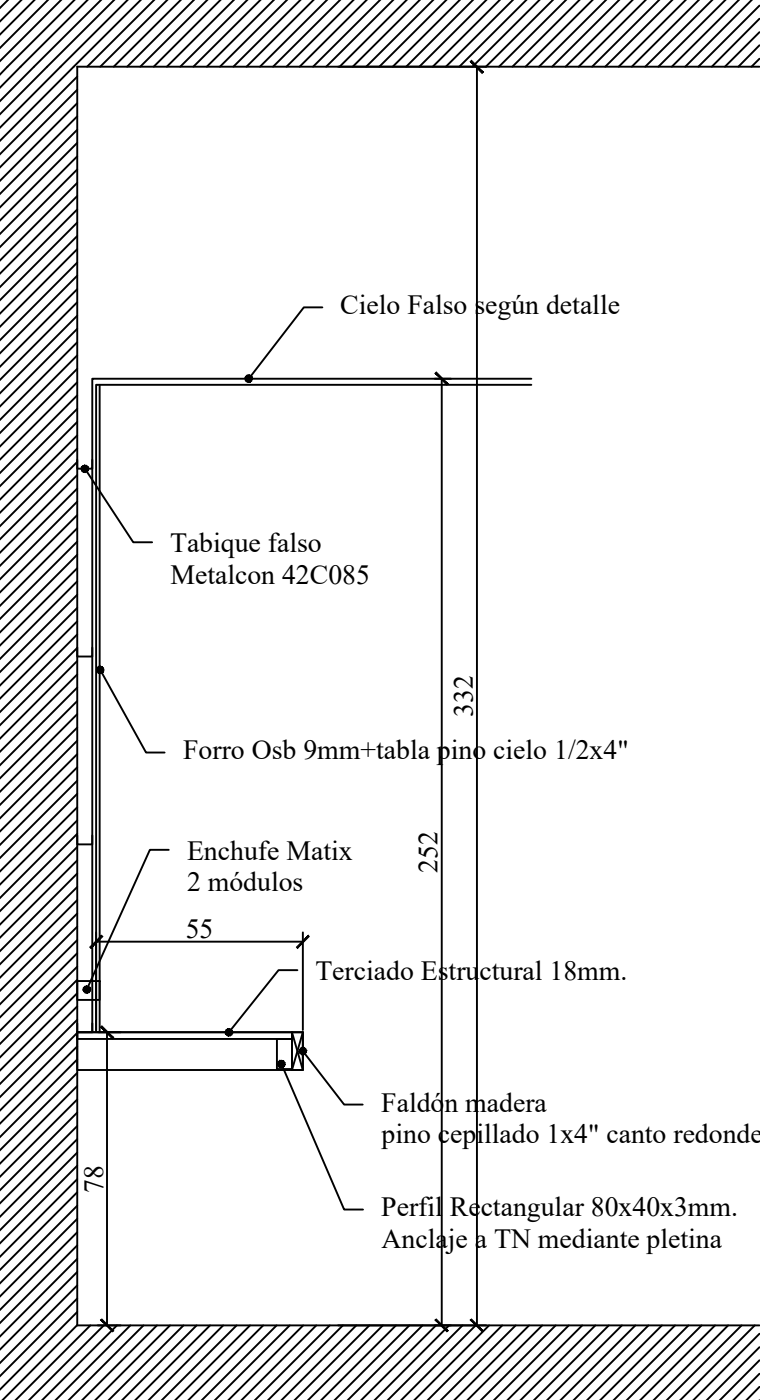 Cielo Falso según detalle
Tabique falso
Metalcon 42C085
332
Forro Osb 9mm+tabla pino cielo 1/2x4"
252
Enchufe Matix
2 módulos
55
Terciado Estructural 18mm.
Faldón madera
pino cepillado 1x4" canto redonde
78
Perfil Rectangular 80x40x3mm.
Anclaje a TN mediante pletina